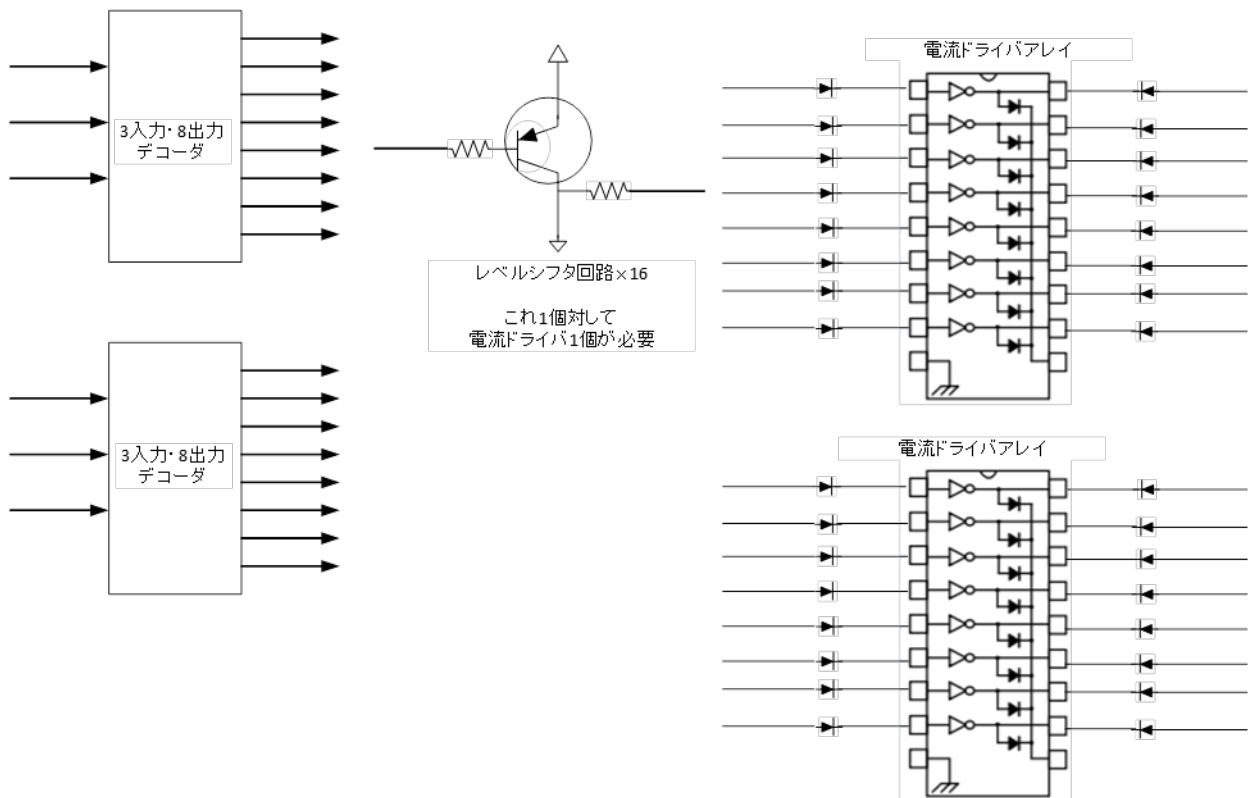 3入力・8出力
デコーダ
レベルシフタ回路×16
これ1個対して
電流ドライバ1個が必要
電流ドライバアレイ
3入力・8出力
デコーダ
電流ドライバアレイ